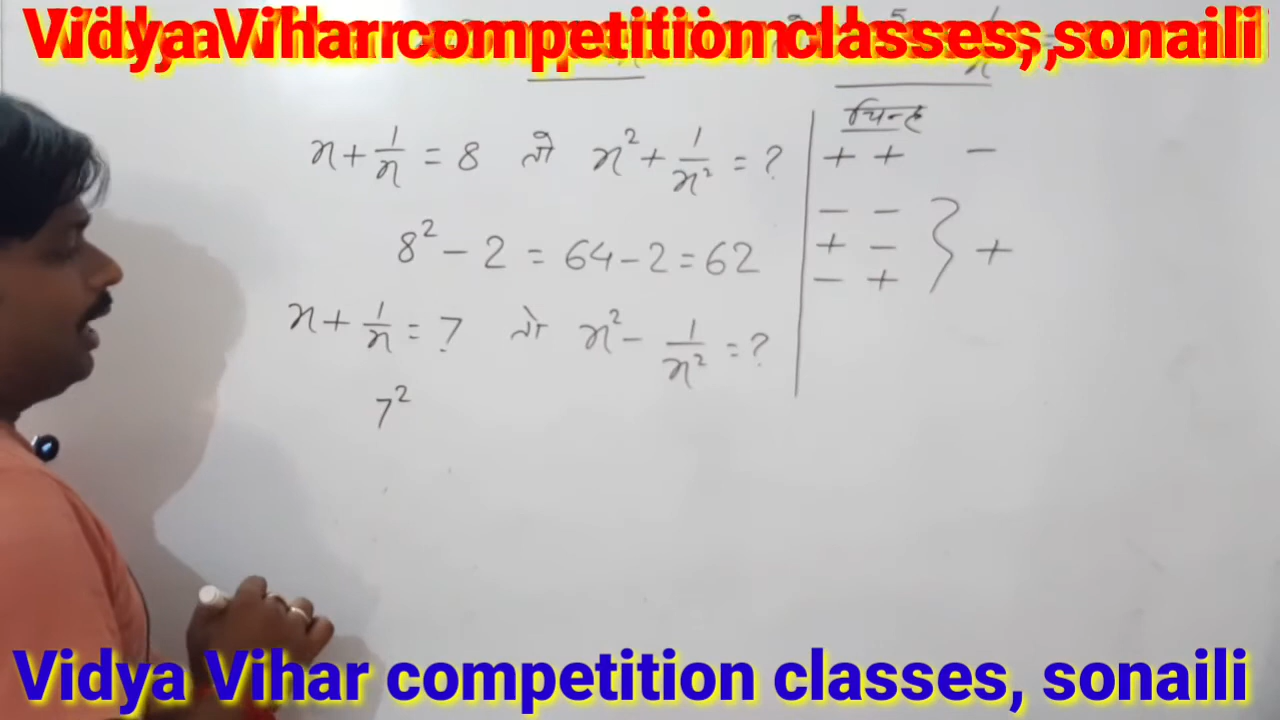 Vidya Vihar competition classes, sonaili
x + 1/x = 8 तो x² + 1/x² = ?
8² - 2 = 64 - 2 = 62
x + 1/x = 7 तो x² - 1/x² = ?
7²
चिन्ह
+ + -
- -
+ - } +
- +
Vidya Vihar competition classes, sonaili